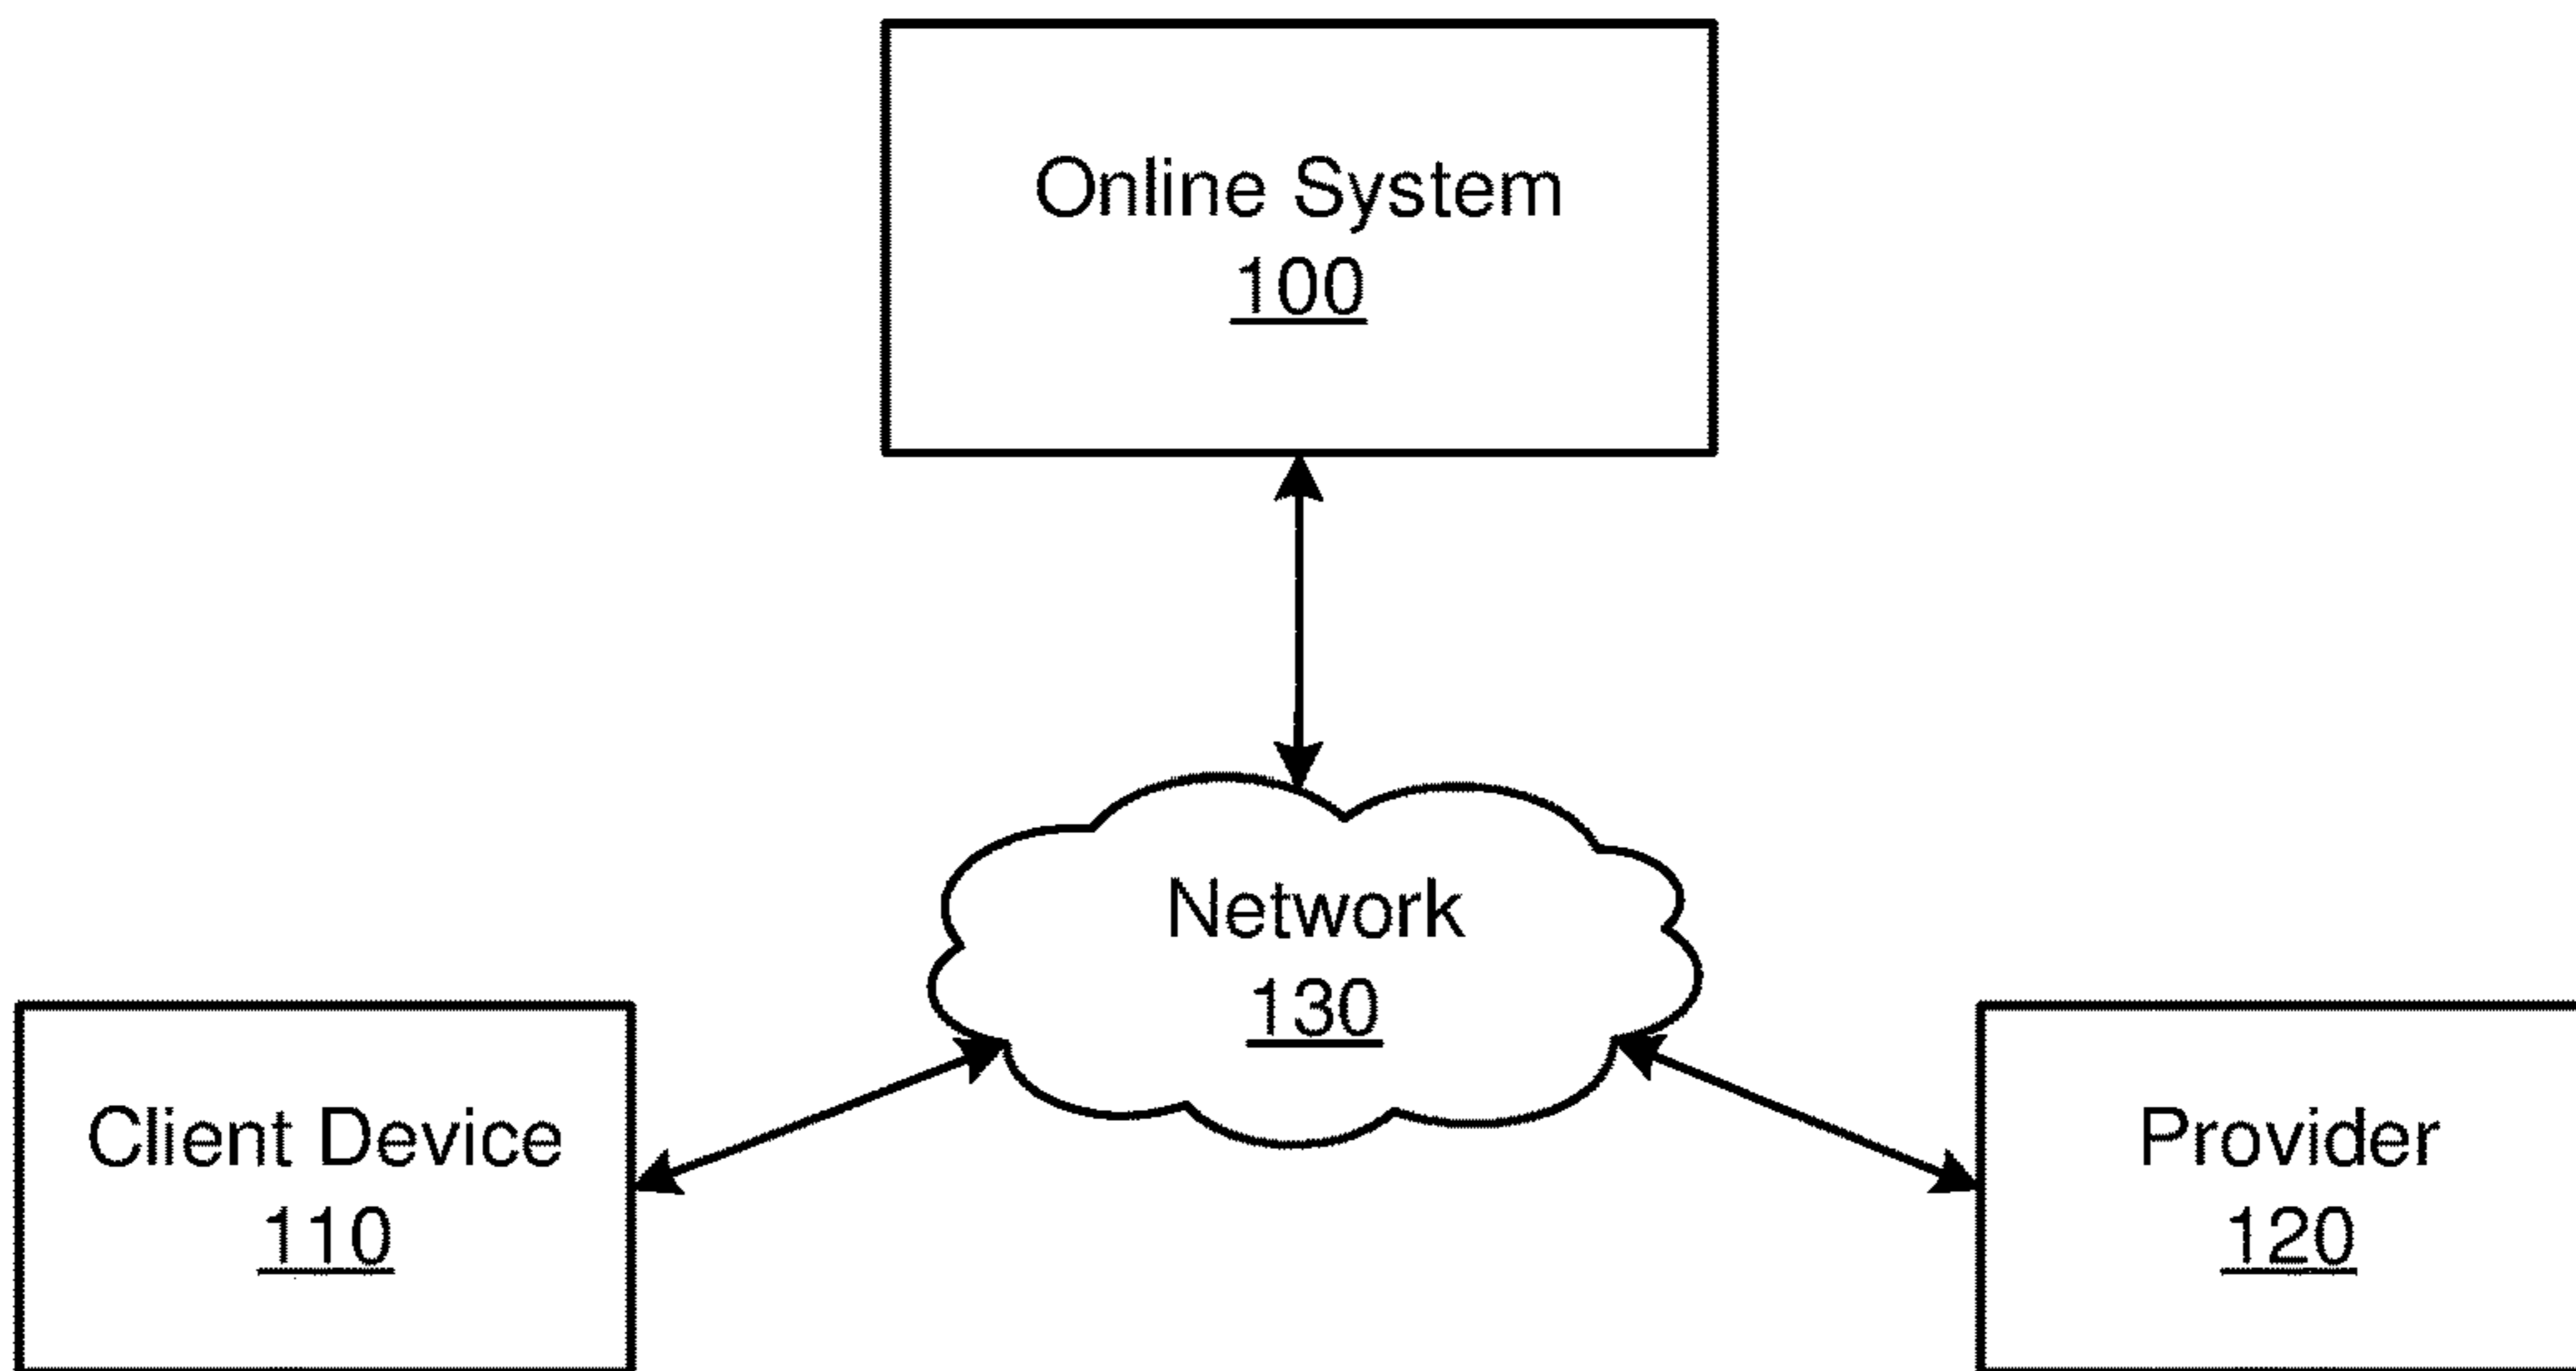 Online System
100
Network
130
Client Device
110
Provider
120